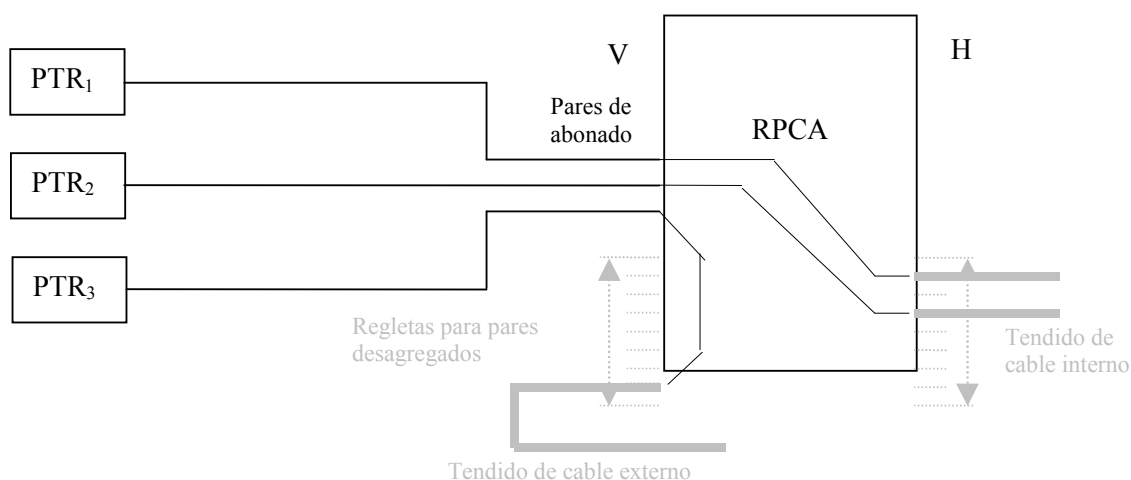 V
H
PTR1
Pares de
abonado
RPCA
PTR2
PTR3
Regletas para pares
desagregados
Tendido de
cable interno
Tendido de cable externo